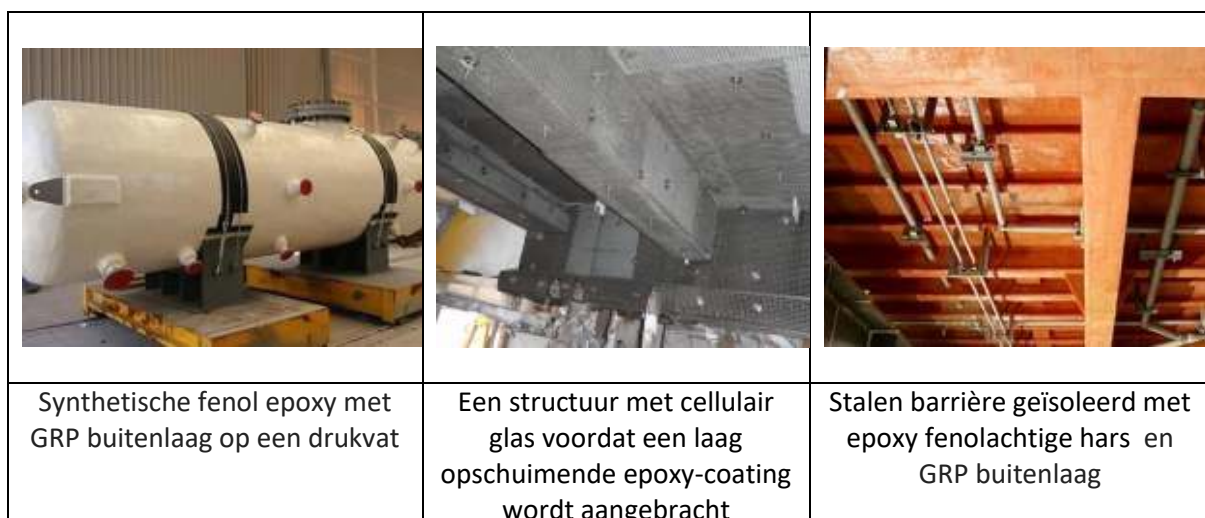 Synthetische fenol epoxy met
GRP buitenlaag op een drukvat
Een structuur met cellulair
glas voordat een laag
opschuimende epoxy-coating
wordt aangebracht
Stalen barrière geïsoleerd met
epoxy fenolachtige hars en
GRP buitenlaag